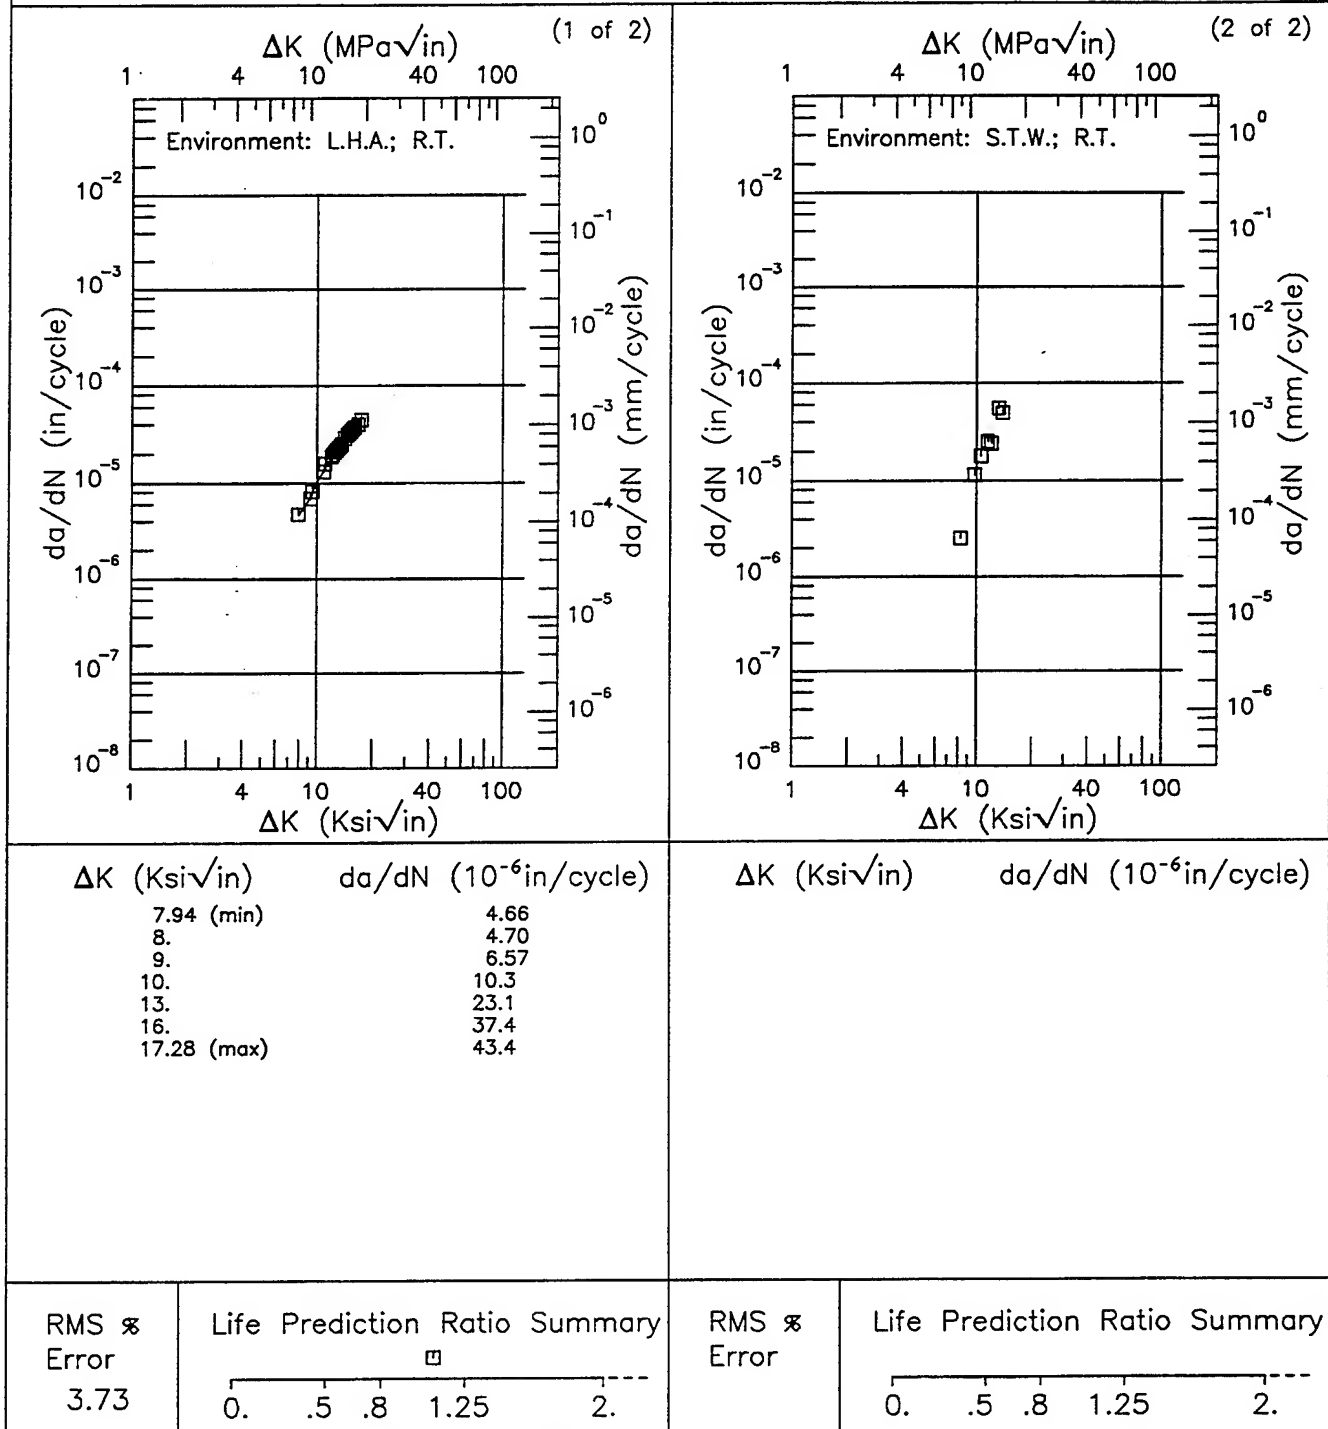 (1 of 2)
ΔK (MPa√in)
1 4 10 40 100
Environment: L.H.A.; R.T.
10⁰
10⁻¹
10⁻²
10⁻³
10⁻⁴
10⁻⁵
10⁻⁶
da/dN (mm/cycle)
10⁻²
10⁻³
10⁻⁴
10⁻⁵
10⁻⁶
10⁻⁷
10⁻⁸
da/dN (in/cycle)
1 4 10 40 100
ΔK (Ksi√in)
(2 of 2)
ΔK (MPa√in)
1 4 10 40 100
Environment: S.T.W.; R.T.
10⁰
10⁻¹
10⁻²
10⁻³
10⁻⁴
10⁻⁵
10⁻⁶
da/dN (mm/cycle)
10⁻²
10⁻³
10⁻⁴
10⁻⁵
10⁻⁶
10⁻⁷
10⁻⁸
da/dN (in/cycle)
1 4 10 40 100
ΔK (Ksi√in)
ΔK (Ksi√in) da/dN (10⁻⁶in/cycle)
7.94 (min) 4.66
8. 4.70
9. 6.57
10. 10.3
13. 23.1
16. 37.4
17.28 (max) 43.4
ΔK (Ksi√in) da/dN (10⁻⁶in/cycle)
RMS %
Error
3.73
Life Prediction Ratio Summary
0. .5 .8 1.25 2.
RMS %
Error
Life Prediction Ratio Summary
0. .5 .8 1.25 2.